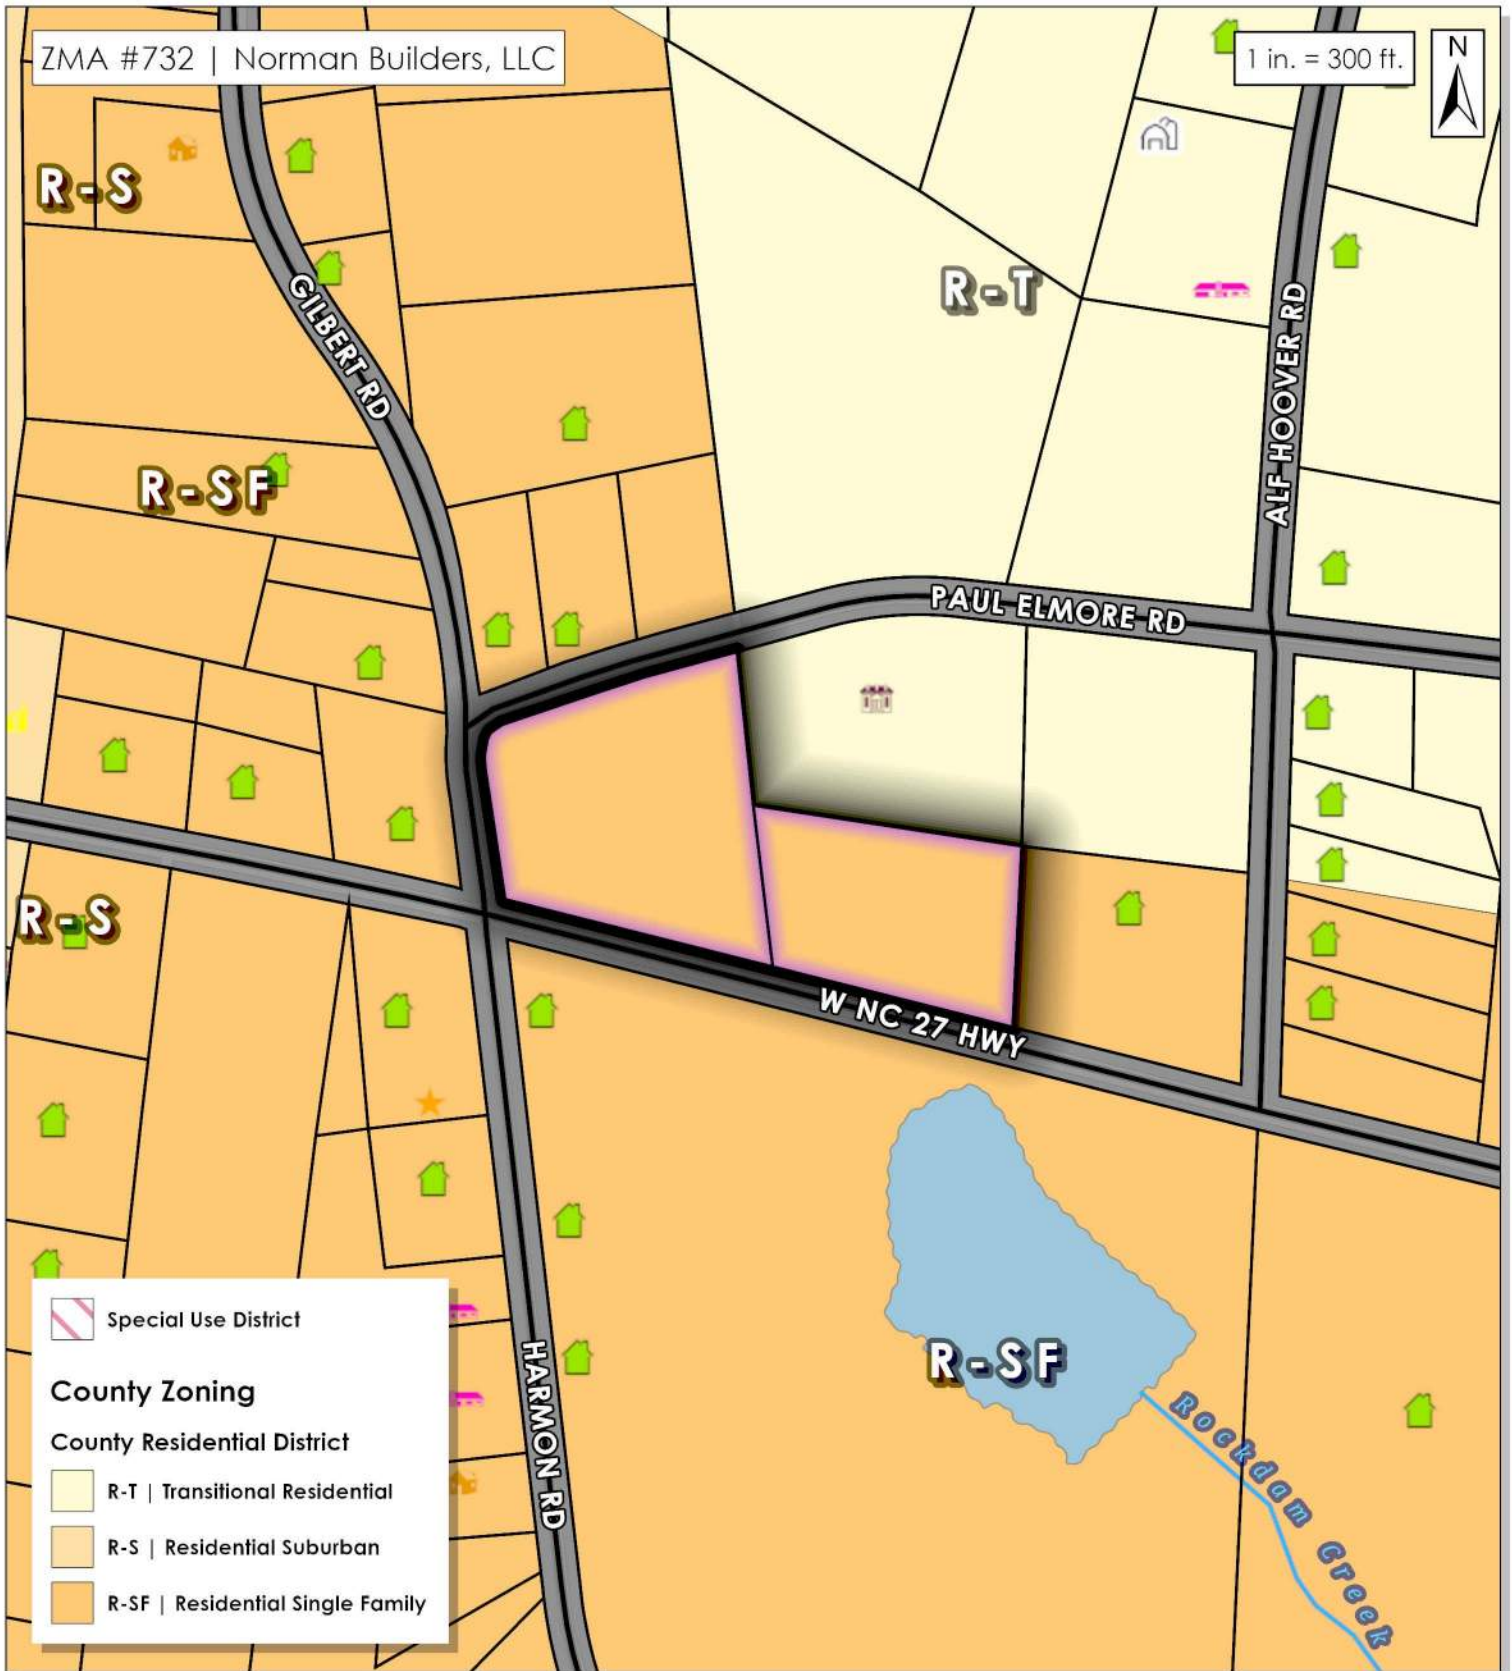 ZMA #732 | Norman Builders, LLC
1 in. = 300 ft.
N
R-S
R-T
GILBERT RD
ALF HOOVER RD
R-SF
PAUL ELMORE RD
R-S
W NC 27 HWY
R-SF
HARMON RD
Rockdam Creek
Special Use District
County Zoning
County Residential District
R-T | Transitional Residential
R-S | Residential Suburban
R-SF | Residential Single Family